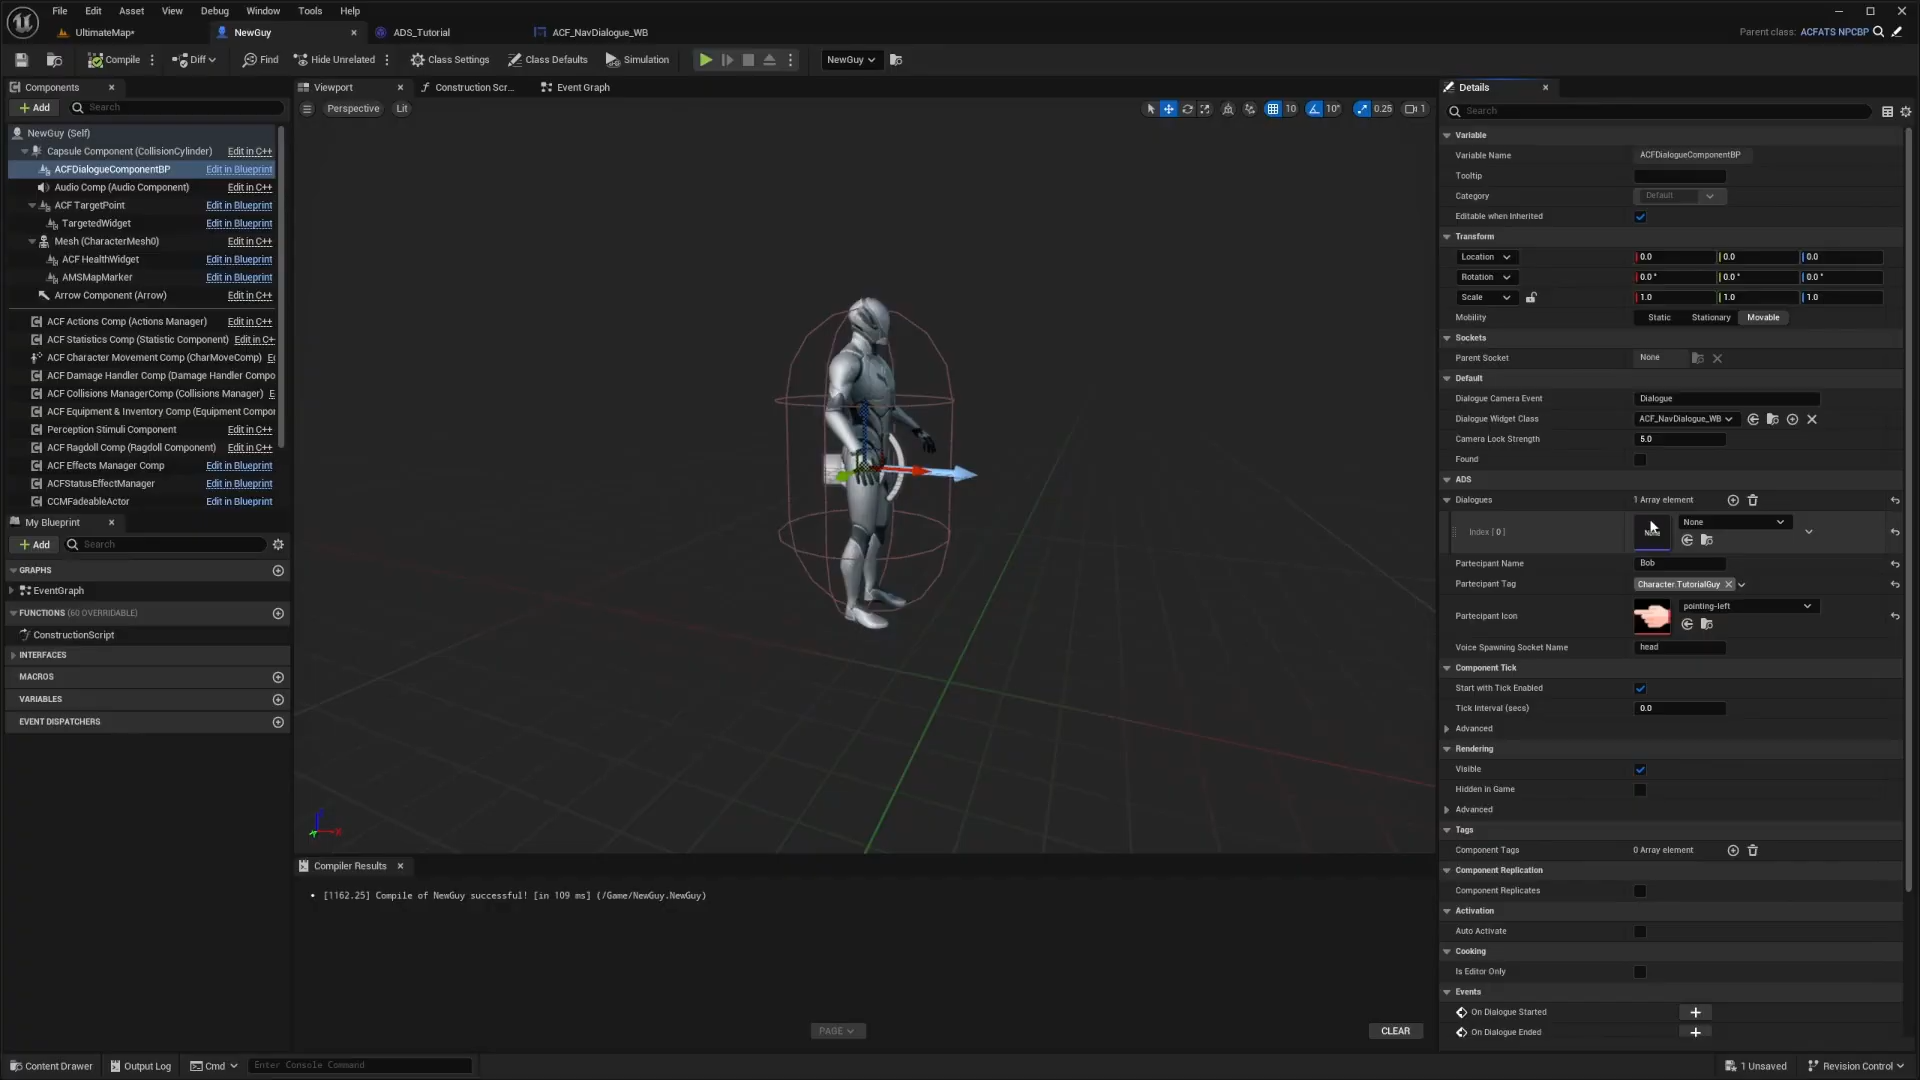 File Edit Asset View Debug Window Tools Help
UltimateMap* NewGuy ADS_Tutorial ACF_NavDialogue_WB Parent class: ACFATS NPCBP
Compile Diff Find Hide Unrelated Class Settings Class Defaults Simulation NewGuy
Components
Add Search
NewGuy (Self)
Capsule Component (CollisionCylinder) Edit in C++
ACFDialogueComponentBP Edit in Blueprint
Audio Comp (Audio Component) Edit in C++
ACF TargetPoint Edit in Blueprint
TargetedWidget Edit in Blueprint
Mesh (CharacterMesh0) Edit in C++
ACF HealthWidget Edit in Blueprint
AMSMapMarker Edit in Blueprint
Arrow Component (Arrow) Edit in C++
ACF Actions Comp (Actions Manager) Edit in C++
ACF Statistics Comp (Statistic Component) Edit in C+
ACF Character Movement Comp (CharMoveComp) E
ACF Damage Handler Comp (Damage Handler Compo
ACF Collisions ManagerComp (Collisions Manager) E
ACF Equipment & Inventory Comp (Equipment Compor
Perception Stimuli Component Edit in C++
ACF Ragdoll Comp (Ragdoll Component) Edit in C++
ACF Effects Manager Comp Edit in Blueprint
ACFStatusEffectManager Edit in Blueprint
CCMFadeableActor Edit in Blueprint
My Blueprint
Add Search
GRAPHS
EventGraph
FUNCTIONS (60 OVERRIDABLE)
ConstructionScript
INTERFACES
MACROS
VARIABLES
EVENT DISPATCHERS
Viewport Construction Scr... Event Graph
Perspective Lit 10 10° 0.25 1
Compiler Results
[1162.25] Compile of NewGuy successful! [in 109 ms] (/Game/NewGuy.NewGuy)
PAGE CLEAR
Details
Search
Variable
Variable Name ACFDialogueComponentBP
Tooltip
Category Default
Editable when Inherited
Transform
Location 0.0 0.0 0.0
Rotation 0.0° 0.0° 0.0°
Scale 1.0 1.0 1.0
Mobility Static Stationary Movable
Sockets
Parent Socket None
Default
Dialogue Camera Event Dialogue
Dialogue Widget Class ACF_NavDialogue_WB
Camera Lock Strength 5.0
Found
ADS
Dialogues 1 Array element
Index [ 0 ] None None
Partecipant Name Bob
Partecipant Tag Character.TutorialGuy
Partecipant Icon pointing-left
Voice Spawning Socket Name head
Component Tick
Start with Tick Enabled
Tick Interval (secs) 0.0
Advanced
Rendering
Visible
Hidden in Game
Advanced
Tags
Component Tags 0 Array element
Component Replication
Component Replicates
Activation
Auto Activate
Cooking
Is Editor Only
Events
On Dialogue Started
On Dialogue Ended
Content Drawer Output Log Cmd Enter Console Command 1 Unsaved Revision Control